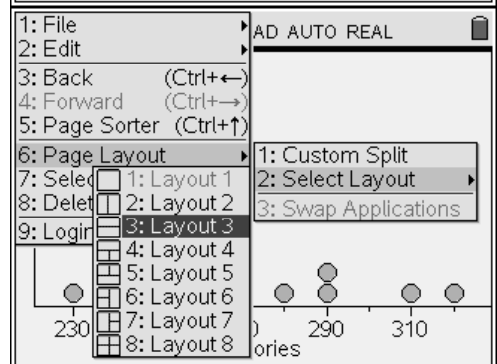 1: File
AD AUTO REAL
2: Edit
3: Back (Ctrl+←)
4: Forward (Ctrl+→)
5: Page Sorter (Ctrl+↑)
6: Page Layout
1: Custom Split
7: Selec
1: Layout 1
2: Select Layout
8: Delet
2: Layout 2
3: Swap Applications
9: Login
3: Layout 3
4: Layout 4
5: Layout 5
6: Layout 6
7: Layout 7
8: Layout 8
230
290
310
ories